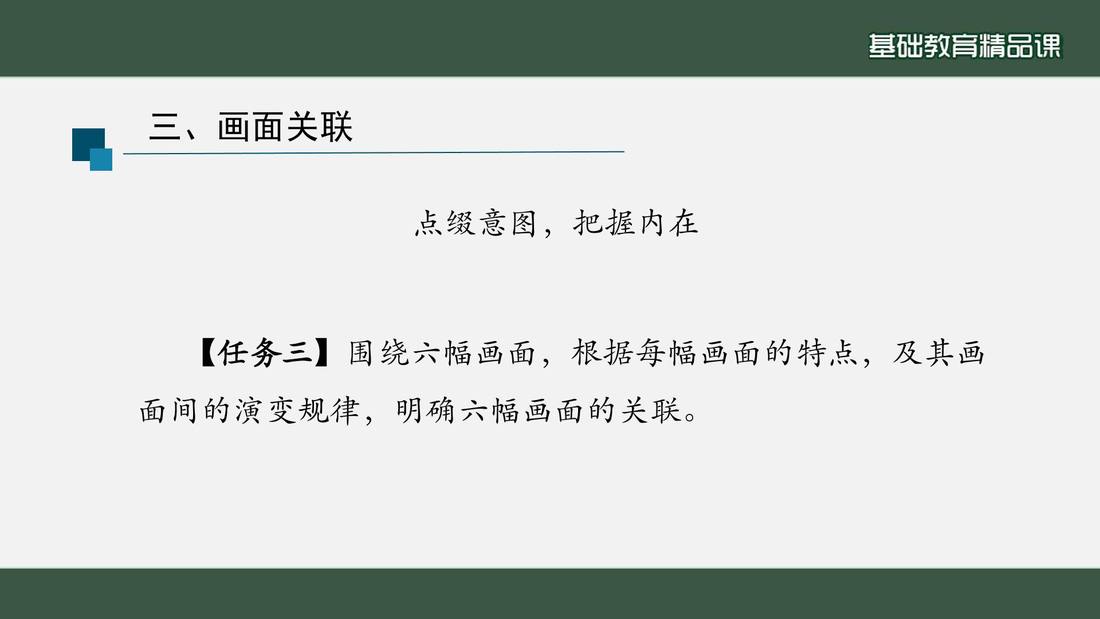 基础教育精品课
三、画面关联
点缀意图，把握内在
【任务三】围绕六幅画面，根据每幅画面的特点，及其画
面间的演变规律，明确六幅画面的关联。